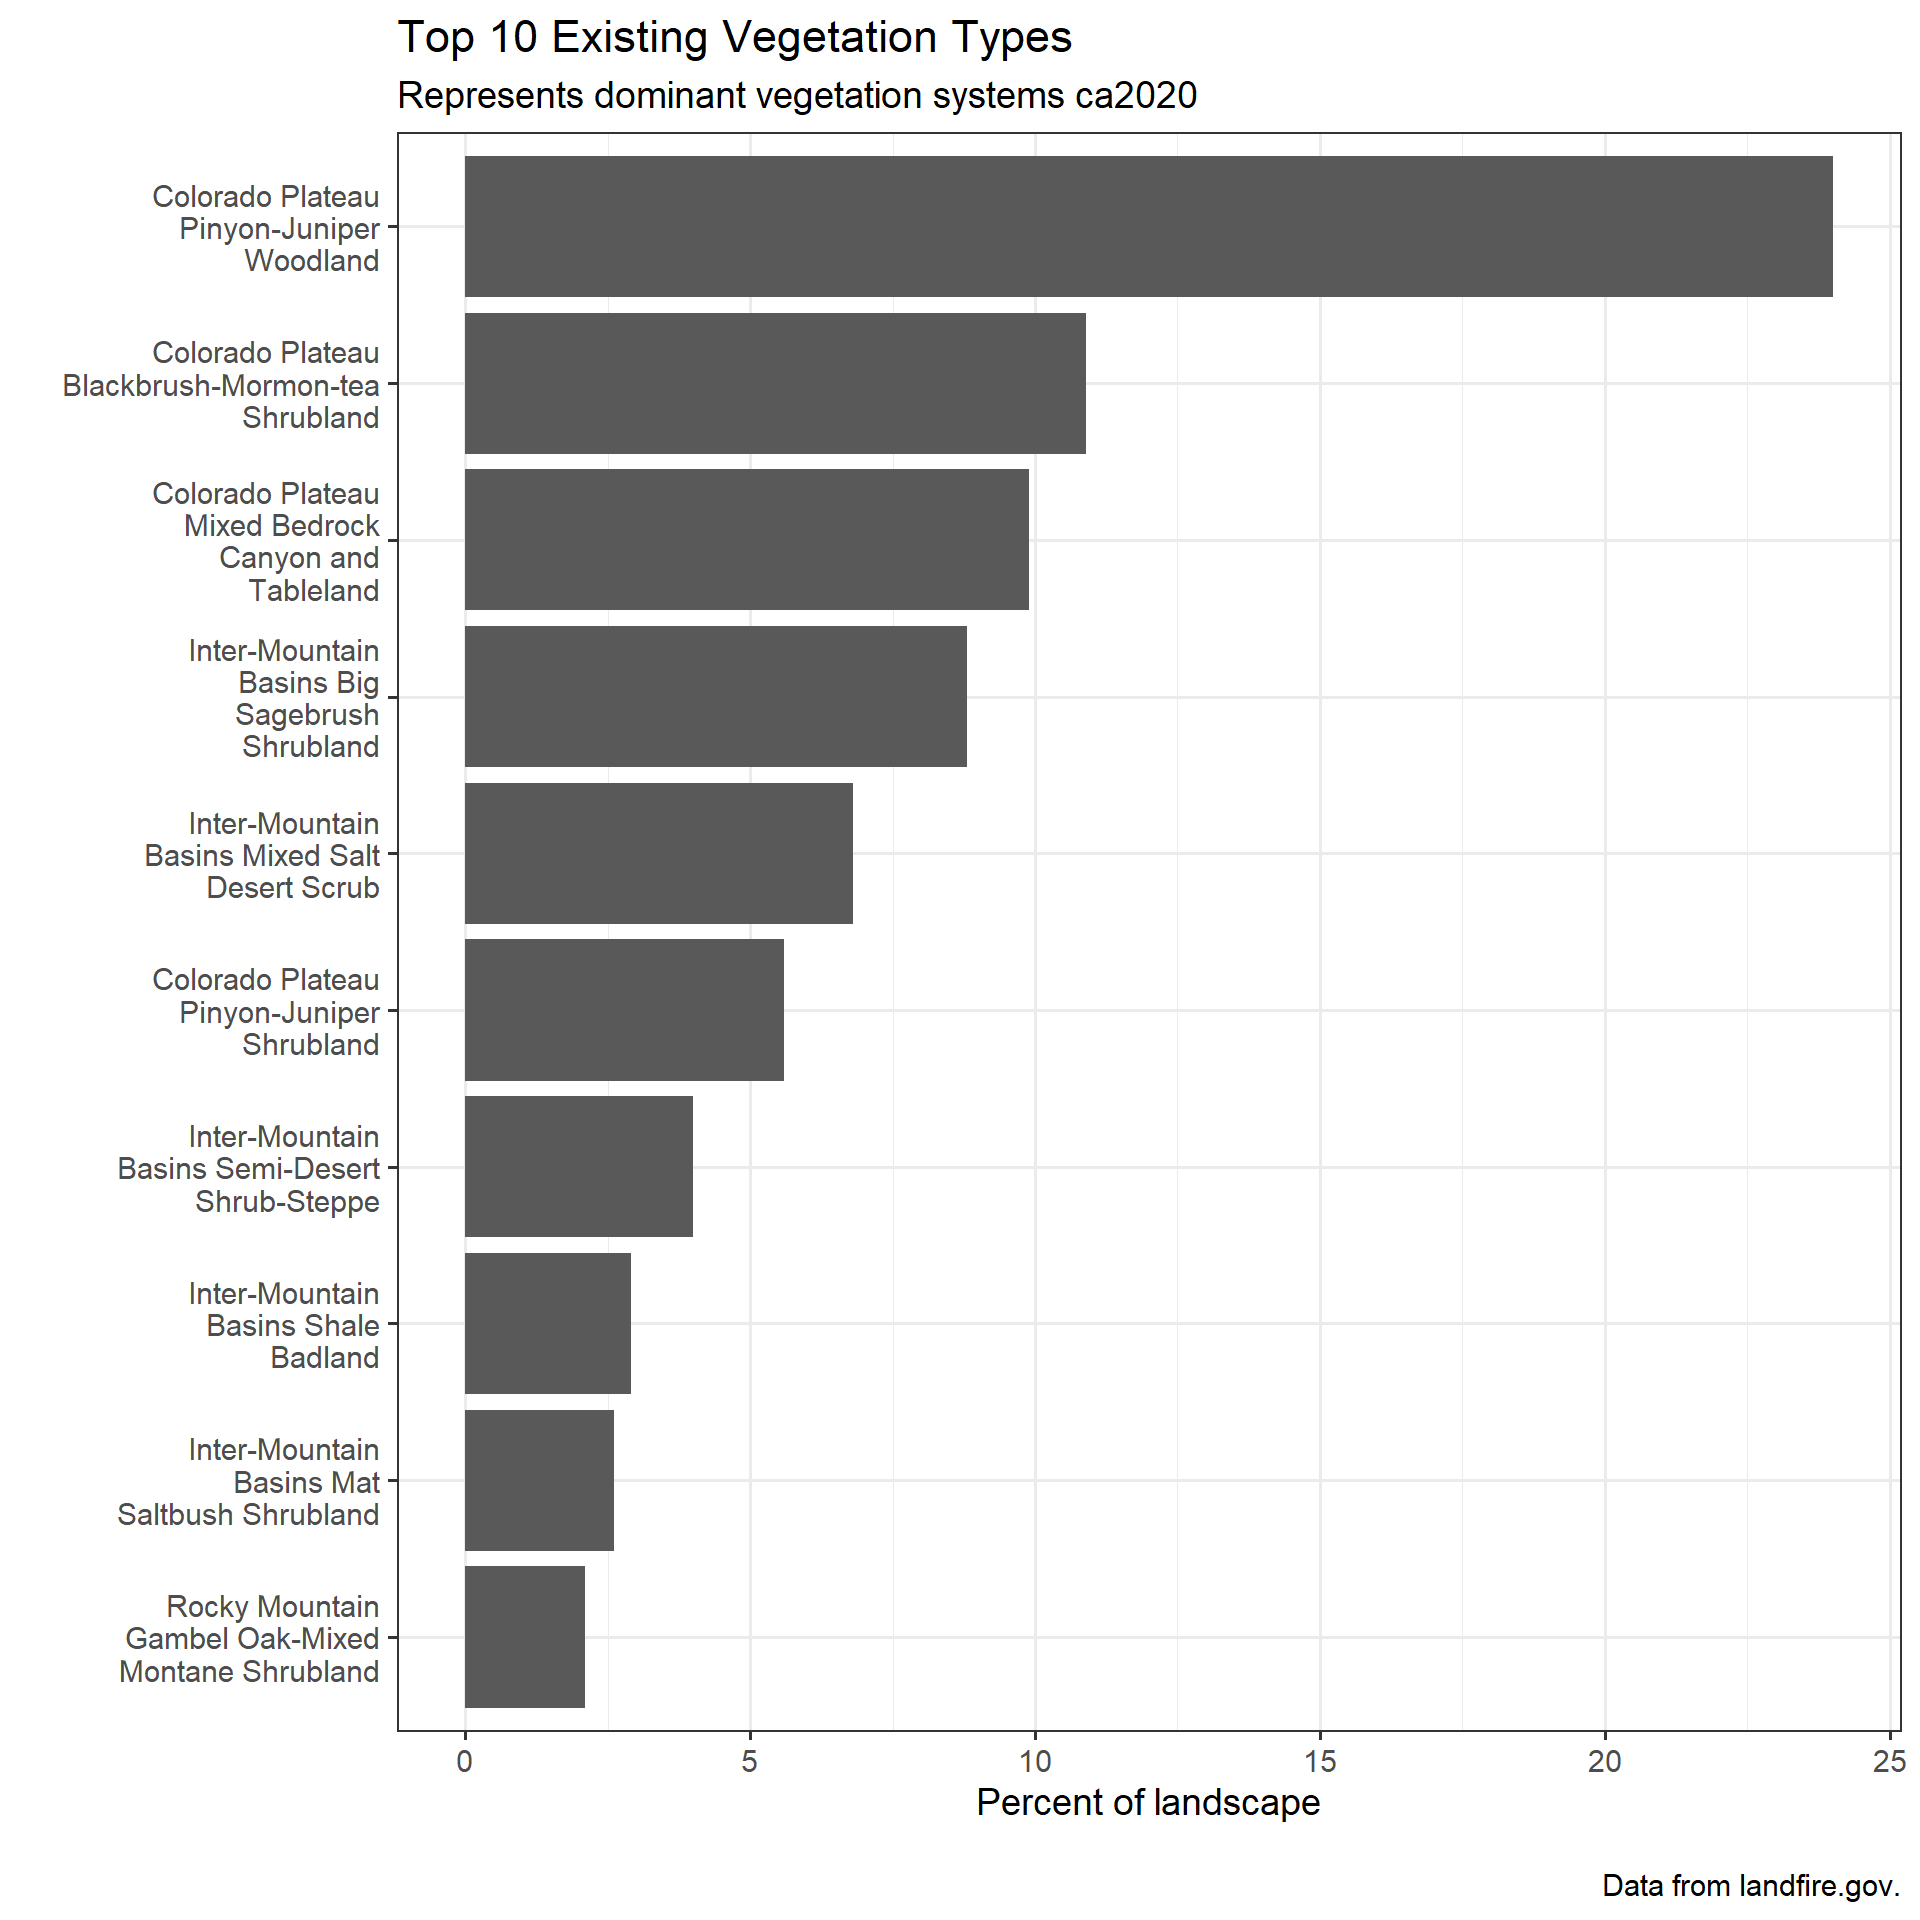 Top 10 Existing Vegetation Types
Represents dominant vegetation systems ca2020
Colorado Plateau
Pinyon-Juniper
Woodland
Colorado Plateau
Blackbrush-Mormon-tea
Shrubland
Colorado Plateau
Mixed Bedrock
Canyon and
Tableland
Inter-Mountain
Basins Big
Sagebrush
Shrubland
Inter-Mountain
Basins Mixed Salt
Desert Scrub
Colorado Plateau
Pinyon-Juniper
Shrubland
Inter-Mountain
Basins Semi-Desert
Shrub-Steppe
Inter-Mountain
Basins Shale
Badland
Inter-Mountain
Basins Mat
Saltbush Shrubland
Rocky Mountain
Gambel Oak-Mixed
Montane Shrubland
0 5 10 15 20 25
Percent of landscape
Data from landfire.gov.